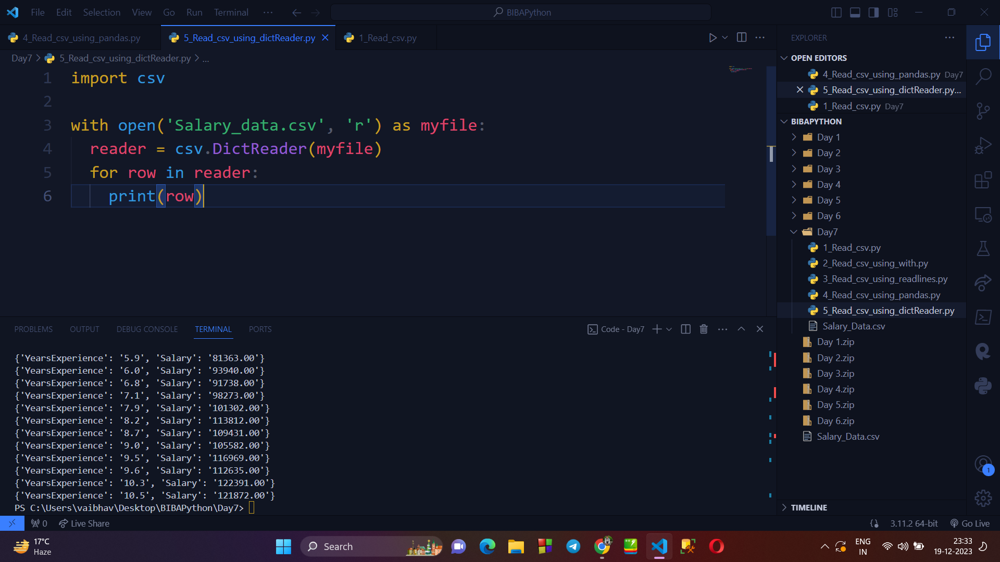 File Edit Selection View Go Run Terminal ··· BIBAPython
4_Read_csv_using_pandas.py 5_Read_csv_using_dictReader.py 1_Read_csv.py
Day7 > 5_Read_csv_using_dictReader.py > ...
1 import csv
2
3 with open('Salary_data.csv', 'r') as myfile:
4 reader = csv.DictReader(myfile)
5 for row in reader:
6 print(row)
PROBLEMS OUTPUT DEBUG CONSOLE TERMINAL PORTS Code - Day7
{'YearsExperience': '5.9', 'Salary': '81363.00'}
{'YearsExperience': '6.0', 'Salary': '93940.00'}
{'YearsExperience': '6.8', 'Salary': '91738.00'}
{'YearsExperience': '7.1', 'Salary': '98273.00'}
{'YearsExperience': '7.9', 'Salary': '101302.00'}
{'YearsExperience': '8.2', 'Salary': '113812.00'}
{'YearsExperience': '8.7', 'Salary': '109431.00'}
{'YearsExperience': '9.0', 'Salary': '105582.00'}
{'YearsExperience': '9.5', 'Salary': '116969.00'}
{'YearsExperience': '9.6', 'Salary': '112635.00'}
{'YearsExperience': '10.3', 'Salary': '122391.00'}
{'YearsExperience': '10.5', 'Salary': '121872.00'}
PS C:\Users\vaibhav\Desktop\BIBAPython\Day7>
EXPLORER
OPEN EDITORS
4_Read_csv_using_pandas.py Day7
5_Read_csv_using_dictReader.py...
1_Read_csv.py Day7
BIBAPYTHON
Day 1
Day 2
Day 3
Day 4
Day 5
Day 6
Day7
1_Read_csv.py
2_Read_csv_using_with.py
3_Read_csv_using_readlines.py
4_Read_csv_using_pandas.py
5_Read_csv_using_dictReader.py
Salary_Data.csv
Day 1.zip
Day 2.zip
Day 3.zip
Day 4.zip
Day 5.zip
Day 6.zip
Salary_Data.csv
TIMELINE
1
0 Live Share 3.11.2 64-bit Go Live
17°C
Haze
Search
ENG
IN
23:33
19-12-2023